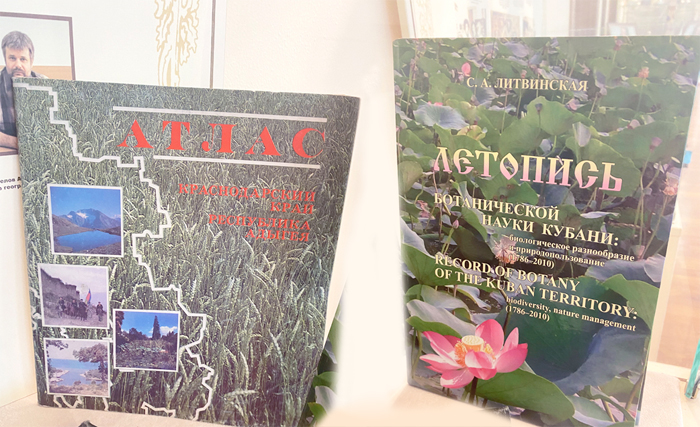 АТЛАС
КРАСНОДАРСКИЙ
КРАЙ
РЕСПУБЛИКА
АДЫГЕЯ
С. А. ЛИТВИНСКАЯ
ЛЕТОПИСЬ
БОТАНИЧЕСКОЙ
НАУКИ КУБАНИ:
биологическое разнообразие
и природопользование
(1786–2010)
RECORD OF BOTANY
OF THE KUBAN TERRITORY:
biodiversity, nature management
(1786–2010)